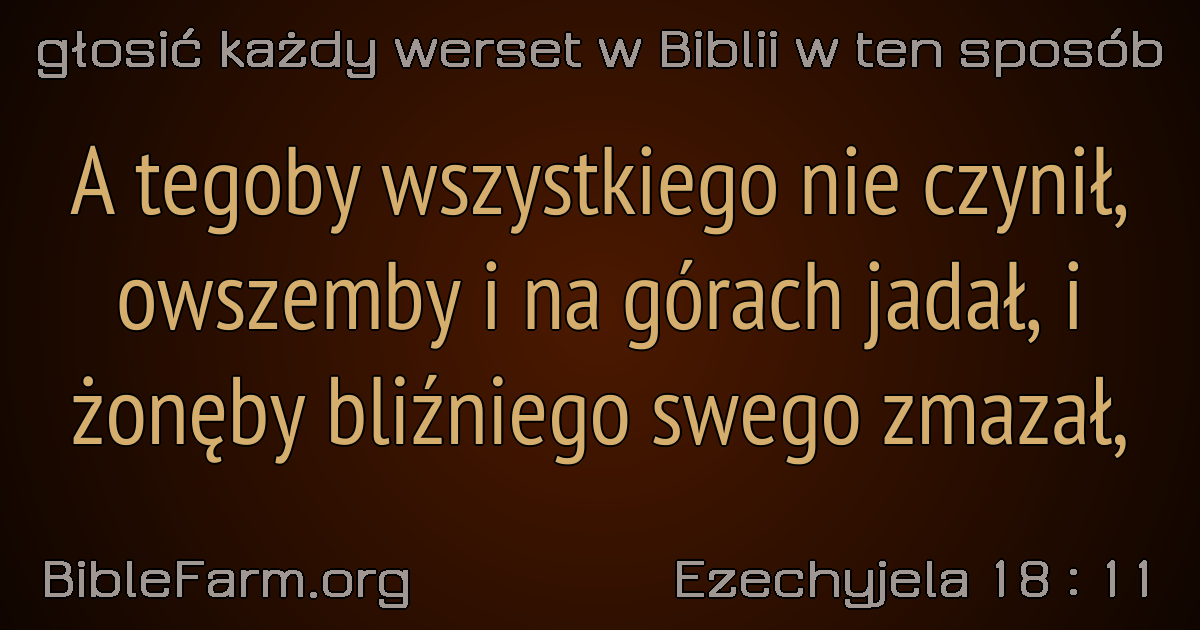 głosić każdy werset w Biblii w ten sposób
A tegoby wszystkiego nie czynił,
owszemby i na górach jadał, i
żonęby bliźniego swego zmazał,
BibleFarm.org
Ezechyjela 18 : 11